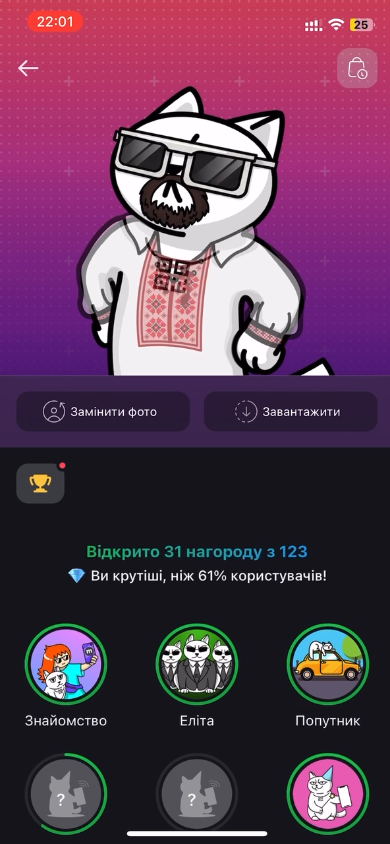 22:01
25
Замінити фото
Завантажити
Відкрито 31 нагороду з 123
💎 Ви крутіші, ніж 61% користувачів!
Знайомство
Еліта
Попутник
?
?